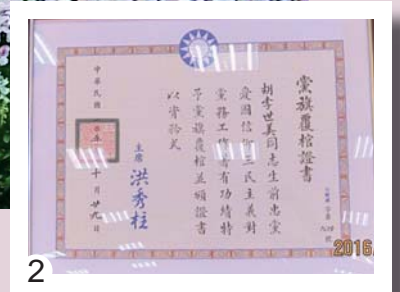 黨旗覆棺證書
胡李世美同志生前忠黨
愛國信仰三民主義對
黨務工作著有功績特
予黨旗覆棺並頒證書
以資矜式
主席 洪秀柱
中華民國
十月廿九日
2016
2